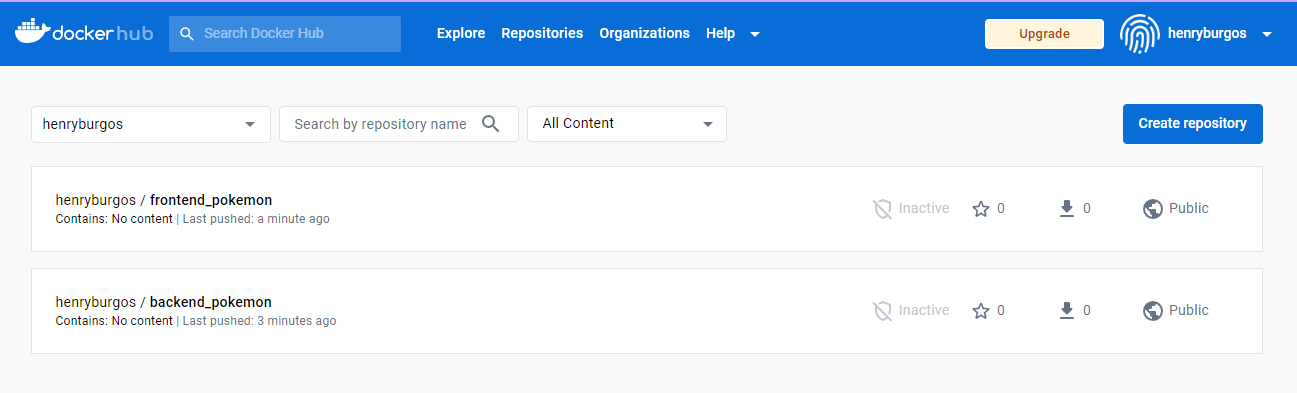 dockerhub Search Docker Hub Explore Repositories Organizations Help Upgrade henryburgos
henryburgos Search by repository name All Content Create repository
henryburgos / frontend_pokemon
Contains: No content | Last pushed: a minute ago
Inactive 0 0 Public
henryburgos / backend_pokemon
Contains: No content | Last pushed: 3 minutes ago
Inactive 0 0 Public